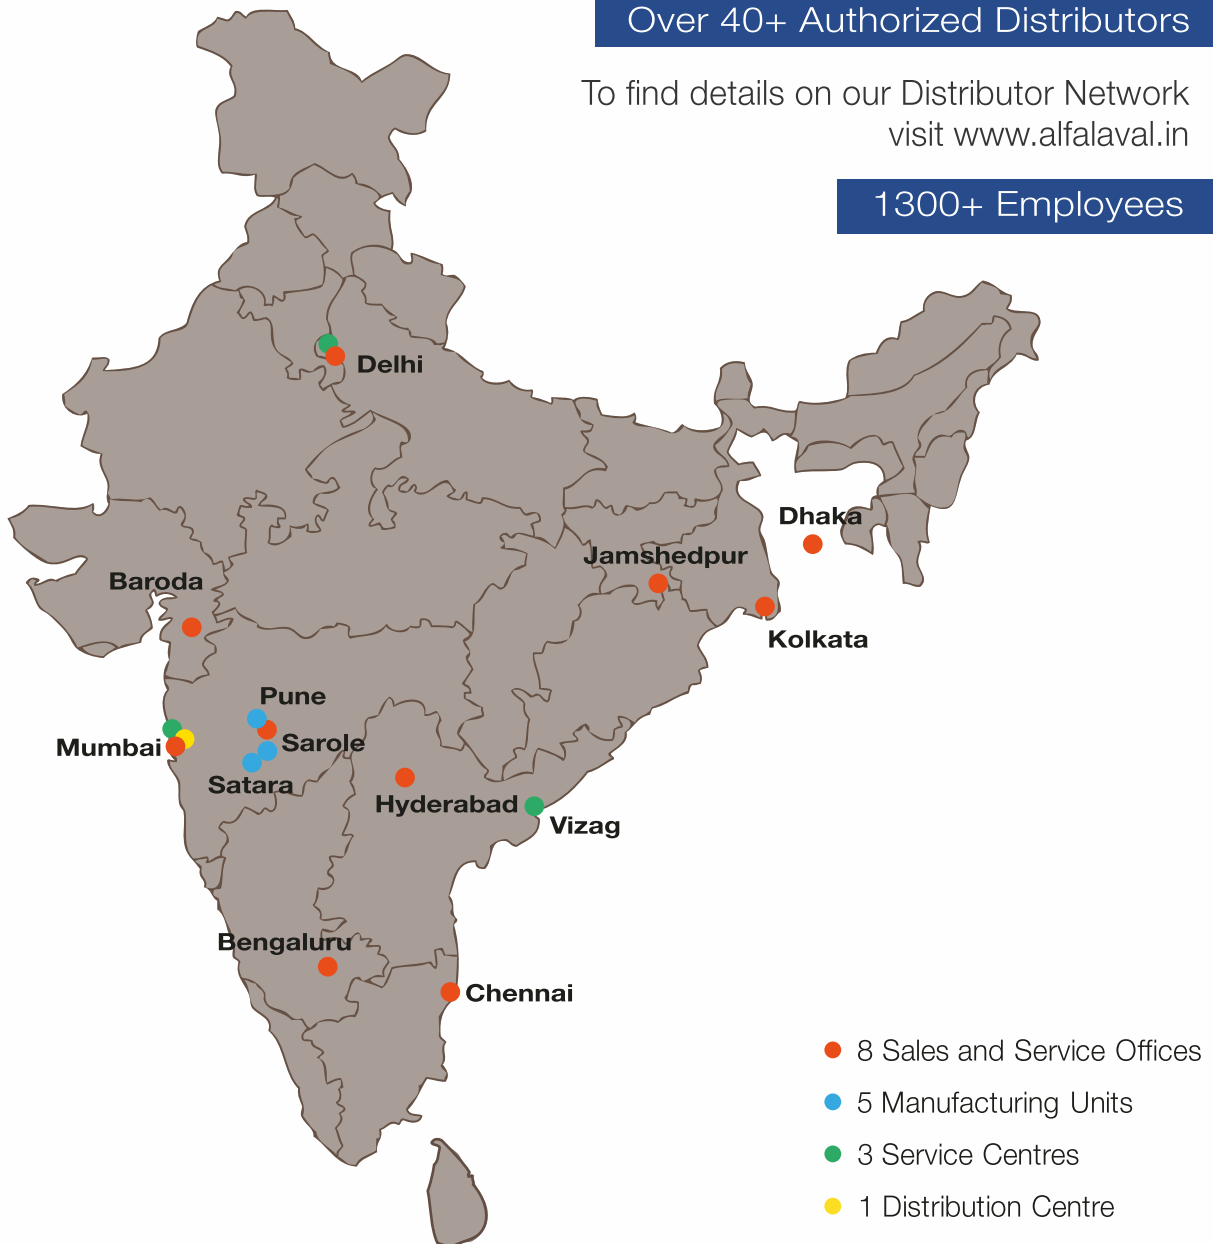 Over 40+ Authorized Distributors
To find details on our Distributor Network
visit www.alfalaval.in
1300+ Employees
Delhi
Dhaka
Jamshedpur
Baroda
Kolkata
Pune
Sarole
Mumbai
Satara
Hyderabad
Vizag
Bengaluru
Chennai
8 Sales and Service Offices
5 Manufacturing Units
3 Service Centres
1 Distribution Centre